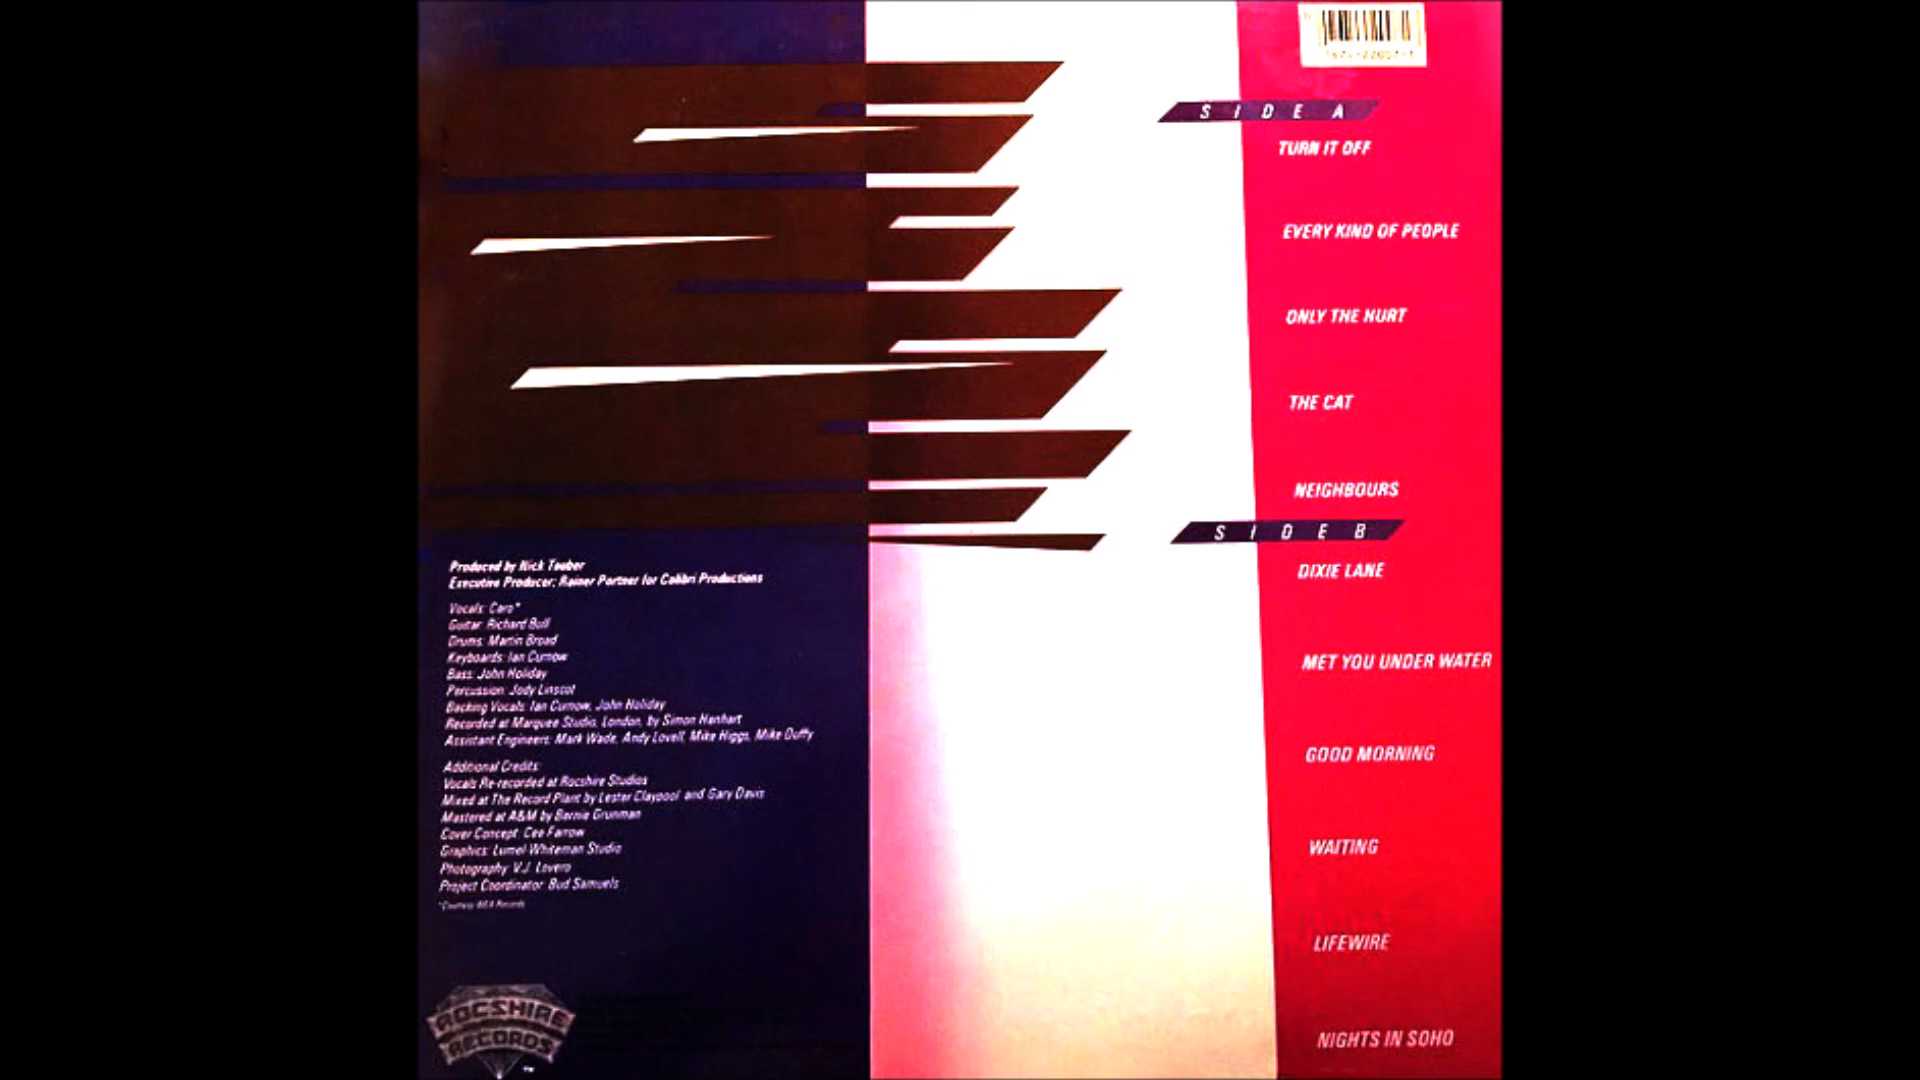 SIDE A
TURN IT OFF
EVERY KIND OF PEOPLE
ONLY THE HURT
THE CAT
NEIGHBOURS
SIDE B
DIXIE LANE
MET YOU UNDER WATER
GOOD MORNING
WAITING
LIFEWIRE
NIGHTS IN SOHO
Produced by Nick Tauber
Executive Producer: Rainer Portner for Calibri Productions
Vocals: Caro*
Guitar: Richard Bull
Drums: Martin Broad
Keyboards: Ian Curnow
Bass: John Holiday
Percussion: Jody Linscot
Backing Vocals: Ian Curnow, John Holiday
Recorded at Marquee Studio, London, by Simon Hanhart
Assistant Engineers: Mark Wade, Andy Lovell, Mike Higgs, Mike Duffy
Additional Credits:
Vocals Re-recorded at Rocshire Studios
Mixed at The Record Plant by Lester Claypool and Gary Davis
Mastered at A&M by Bernie Grunman
Cover Concept: Cee Farrow
Graphics: Lumel-Whiteman Studio
Photography: V.J. Lovero
Project Coordinator: Bud Samuels
*Courtesy WEA Records
ROCSHIRE
RECORDS
TM